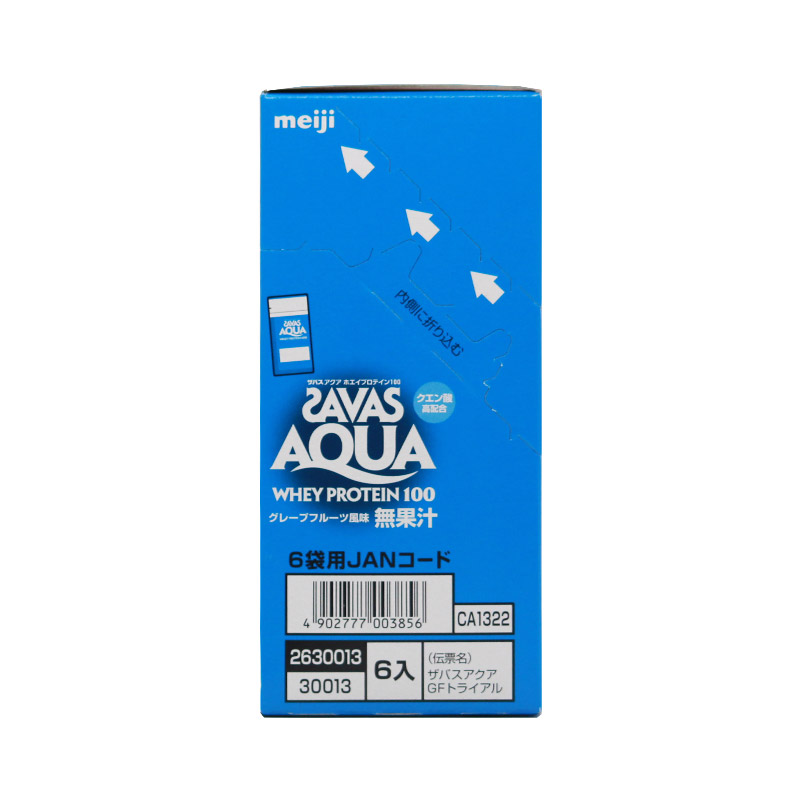 meiji
内側に折り込む
SAVAS
AQUA
WHEY PROTEIN 100
ザバスアクア ホエイプロテイン100
SAVAS
AQUA
WHEY PROTEIN 100
クエン酸
高配合
グレープフルーツ風味 無果汁
6袋用JANコード
4 902777 003856
CA1322
2630013
30013
6入
(伝票名)
ザバスアクア
GFトライアル